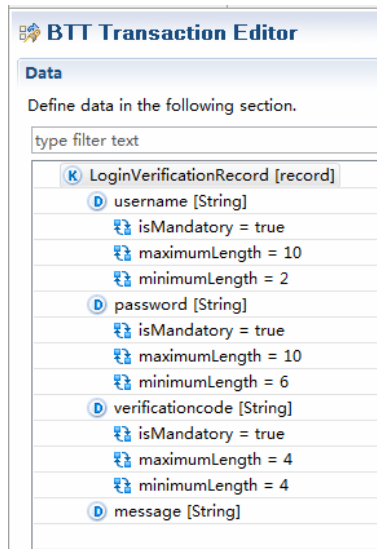 BTT Transaction Editor
Data
Define data in the following section.
type filter text
K LoginVerificationRecord [record]
D username [String]
isMandatory = true
maximumLength = 10
minimumLength = 2
D password [String]
isMandatory = true
maximumLength = 10
minimumLength = 6
D verificationcode [String]
isMandatory = true
maximumLength = 4
minimumLength = 4
D message [String]